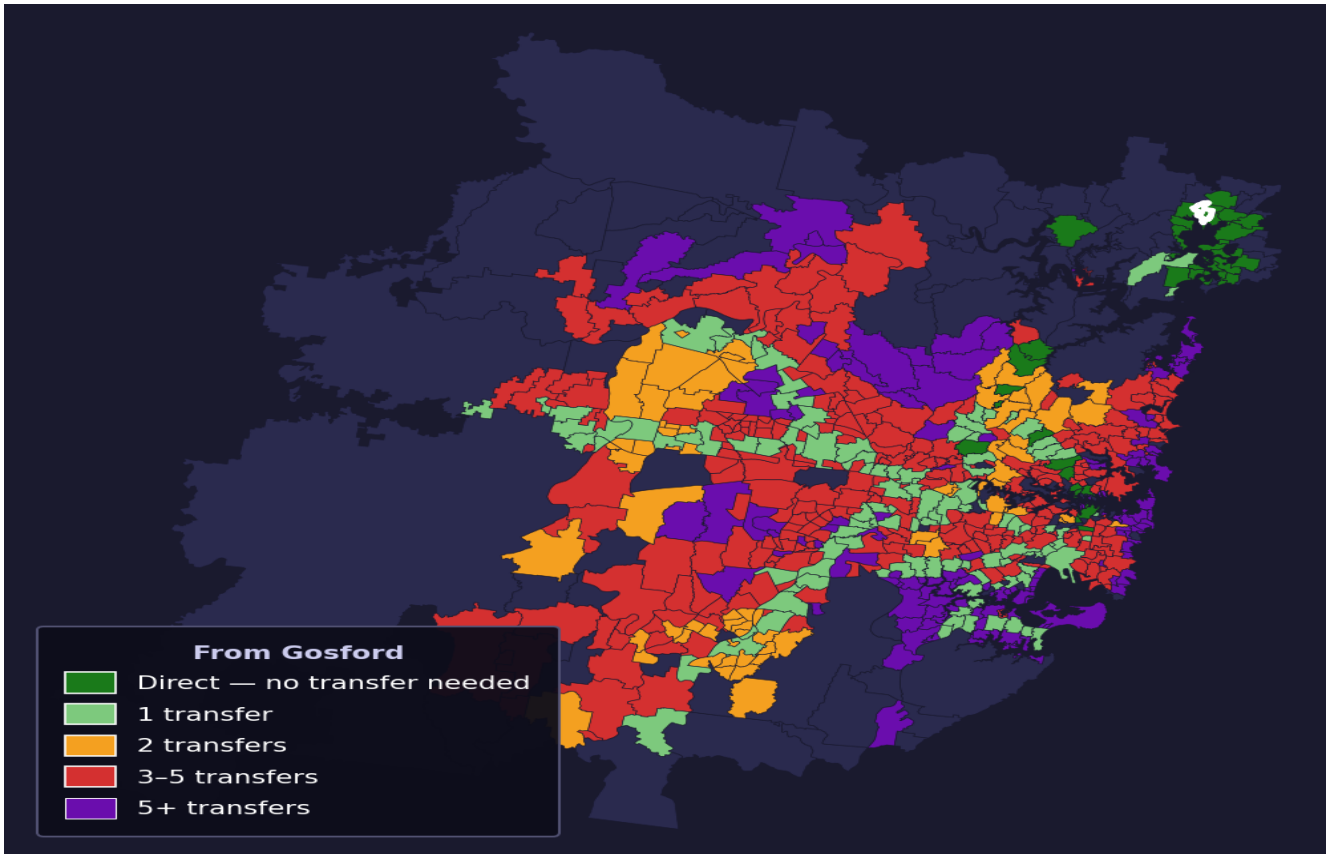 From Gosford
Direct — no transfer needed
1 transfer
2 transfers
3–5 transfers
5+ transfers